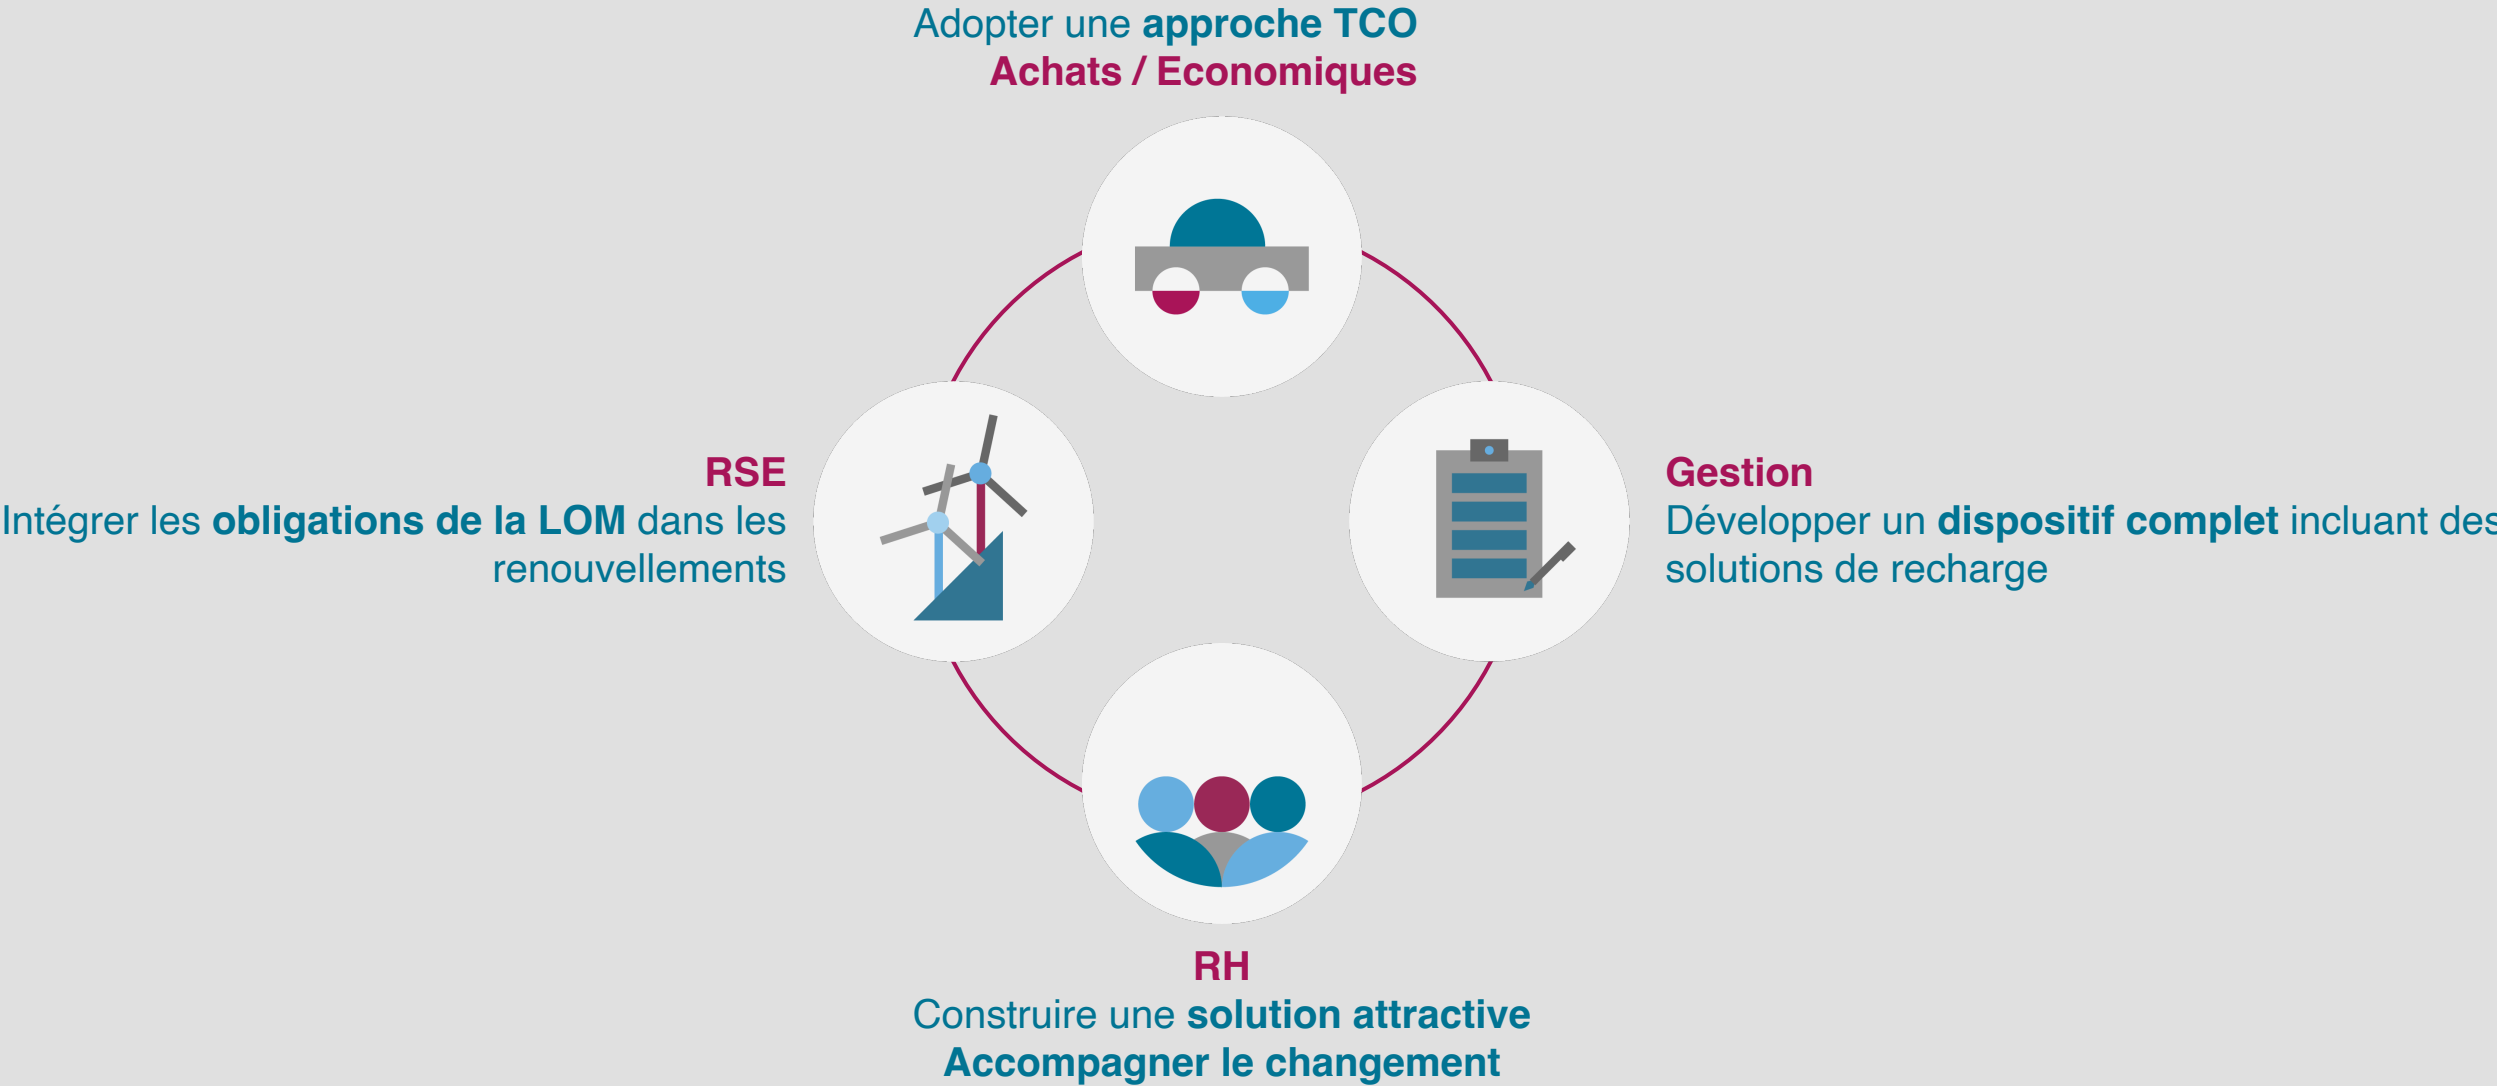 Adopter une approche TCO
Achats / Economiques
RSE
Intégrer les obligations de la LOM dans les
renouvellements
Gestion
Développer un dispositif complet incluant des
solutions de recharge
RH
Construire une solution attractive
Accompagner le changement